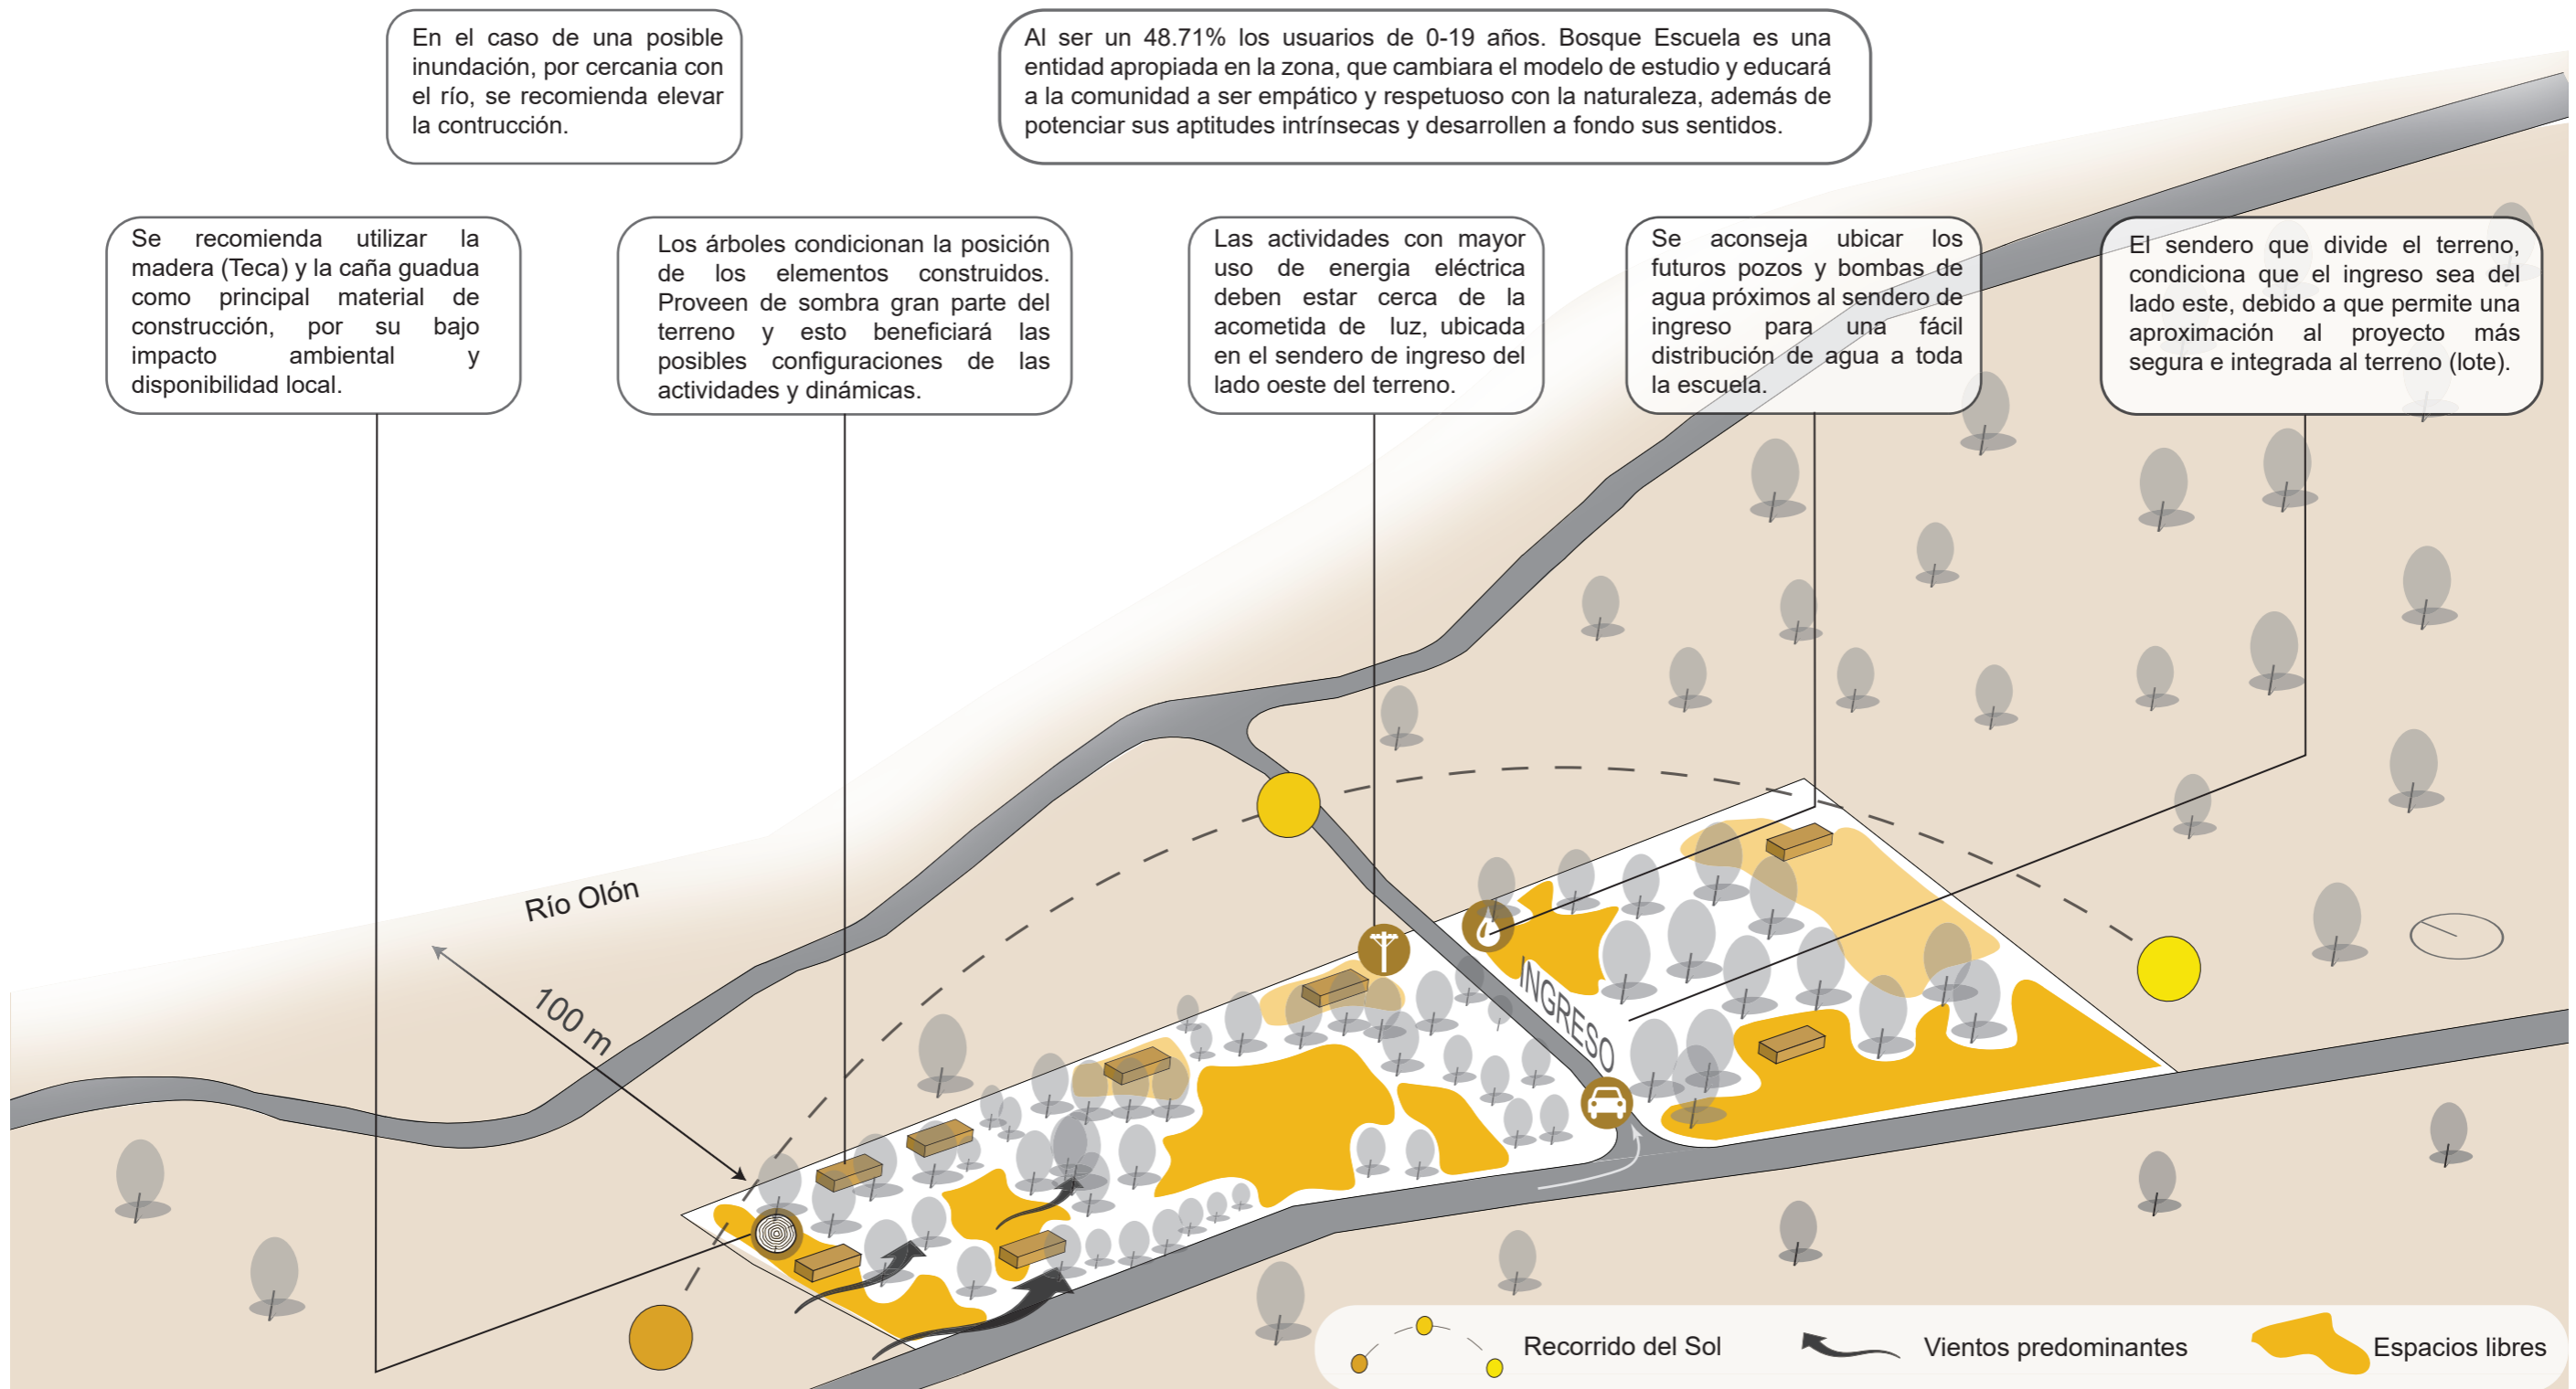 En el caso de una posible
inundación, por cercania con
el río, se recomienda elevar
la contrucción.
Al ser un 48.71% los usuarios de 0-19 años. Bosque Escuela es una
entidad apropiada en la zona, que cambiara el modelo de estudio y educará
a la comunidad a ser empático y respetuoso con la naturaleza, además de
potenciar sus aptitudes intrínsecas y desarrollen a fondo sus sentidos.
Se recomienda utilizar la
madera (Teca) y la caña guadua
como principal material de
construcción, por su bajo
impacto ambiental y
disponibilidad local.
Los árboles condicionan la posición
de los elementos construidos.
Proveen de sombra gran parte del
terreno y esto beneficiará las
posibles configuraciones de las
actividades y dinámicas.
Las actividades con mayor
uso de energia eléctrica
deben estar cerca de la
acometida de luz, ubicada
en el sendero de ingreso del
lado oeste del terreno.
Se aconseja ubicar los
futuros pozos y bombas de
agua próximos al sendero de
ingreso para una fácil
distribución de agua a toda
la escuela.
El sendero que divide el terreno,
condiciona que el ingreso sea del
lado este, debido a que permite una
aproximación al proyecto más
segura e integrada al terreno (lote).
Río Olón
100 m
INGRESO
Recorrido del Sol
Vientos predominantes
Espacios libres